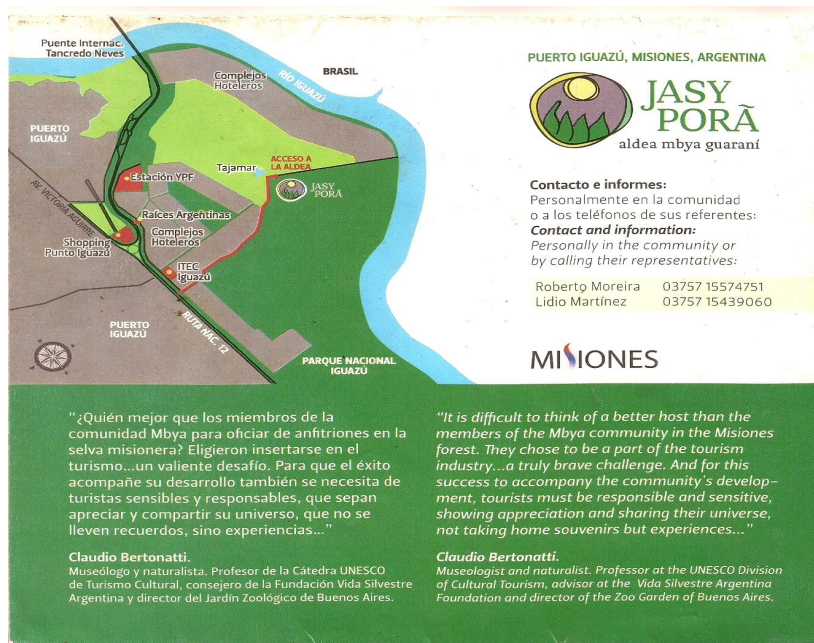 Puente Internac.
Tancredo Neves
Complejos
Hoteleros
RÍO IGUAZÚ
BRASIL
PUERTO
IGUAZÚ
Tajamar
ACCESO A
LA ALDEA
JASY
PORÃ
Estación YPF
AV. VICTORIA AGUIRRE
Raíces Argentinas
Complejos
Hoteleros
Shopping
Punto Iguazú
ITEC
Iguazú
PUERTO
IGUAZÚ
RUTA NAC. 12
PARQUE NACIONAL
IGUAZÚ
PUERTO IGUAZÚ, MISIONES, ARGENTINA
JASY
PORÃ
aldea mbya guaraní
Contacto e informes:
Personalmente en la comunidad
o a los teléfonos de sus referentes:
Contact and information:
Personally in the community or
by calling their representatives:
Roberto Moreira 03757 15574751
Lidio Martínez 03757 15439060
MISIONES
“¿Quién mejor que los miembros de la
comunidad Mbya para oficiar de anfitriones en la
selva misionera? Eligieron insertarse en el
turismo...un valiente desafío. Para que el éxito
acompañe su desarrollo también se necesita de
turistas sensibles y responsables, que sepan
apreciar y compartir su universo, que no se
lleven recuerdos, sino experiencias...”
Claudio Bertonatti.
Museólogo y naturalista. Profesor de la Cátedra UNESCO
de Turismo Cultural, consejero de la Fundación Vida Silvestre
Argentina y director del Jardín Zoológico de Buenos Aires.
“It is difficult to think of a better host than the
members of the Mbya community in the Misiones
forest. They chose to be a part of the tourism
industry...a truly brave challenge. And for this
success to accompany the community's develop-
ment, tourists must be responsible and sensitive,
showing appreciation and sharing their universe,
not taking home souvenirs but experiences...”
Claudio Bertonatti.
Museologist and naturalist. Professor at the UNESCO Division
of Cultural Tourism, advisor at the Vida Silvestre Argentina
Foundation and director of the Zoo Garden of Buenos Aires.